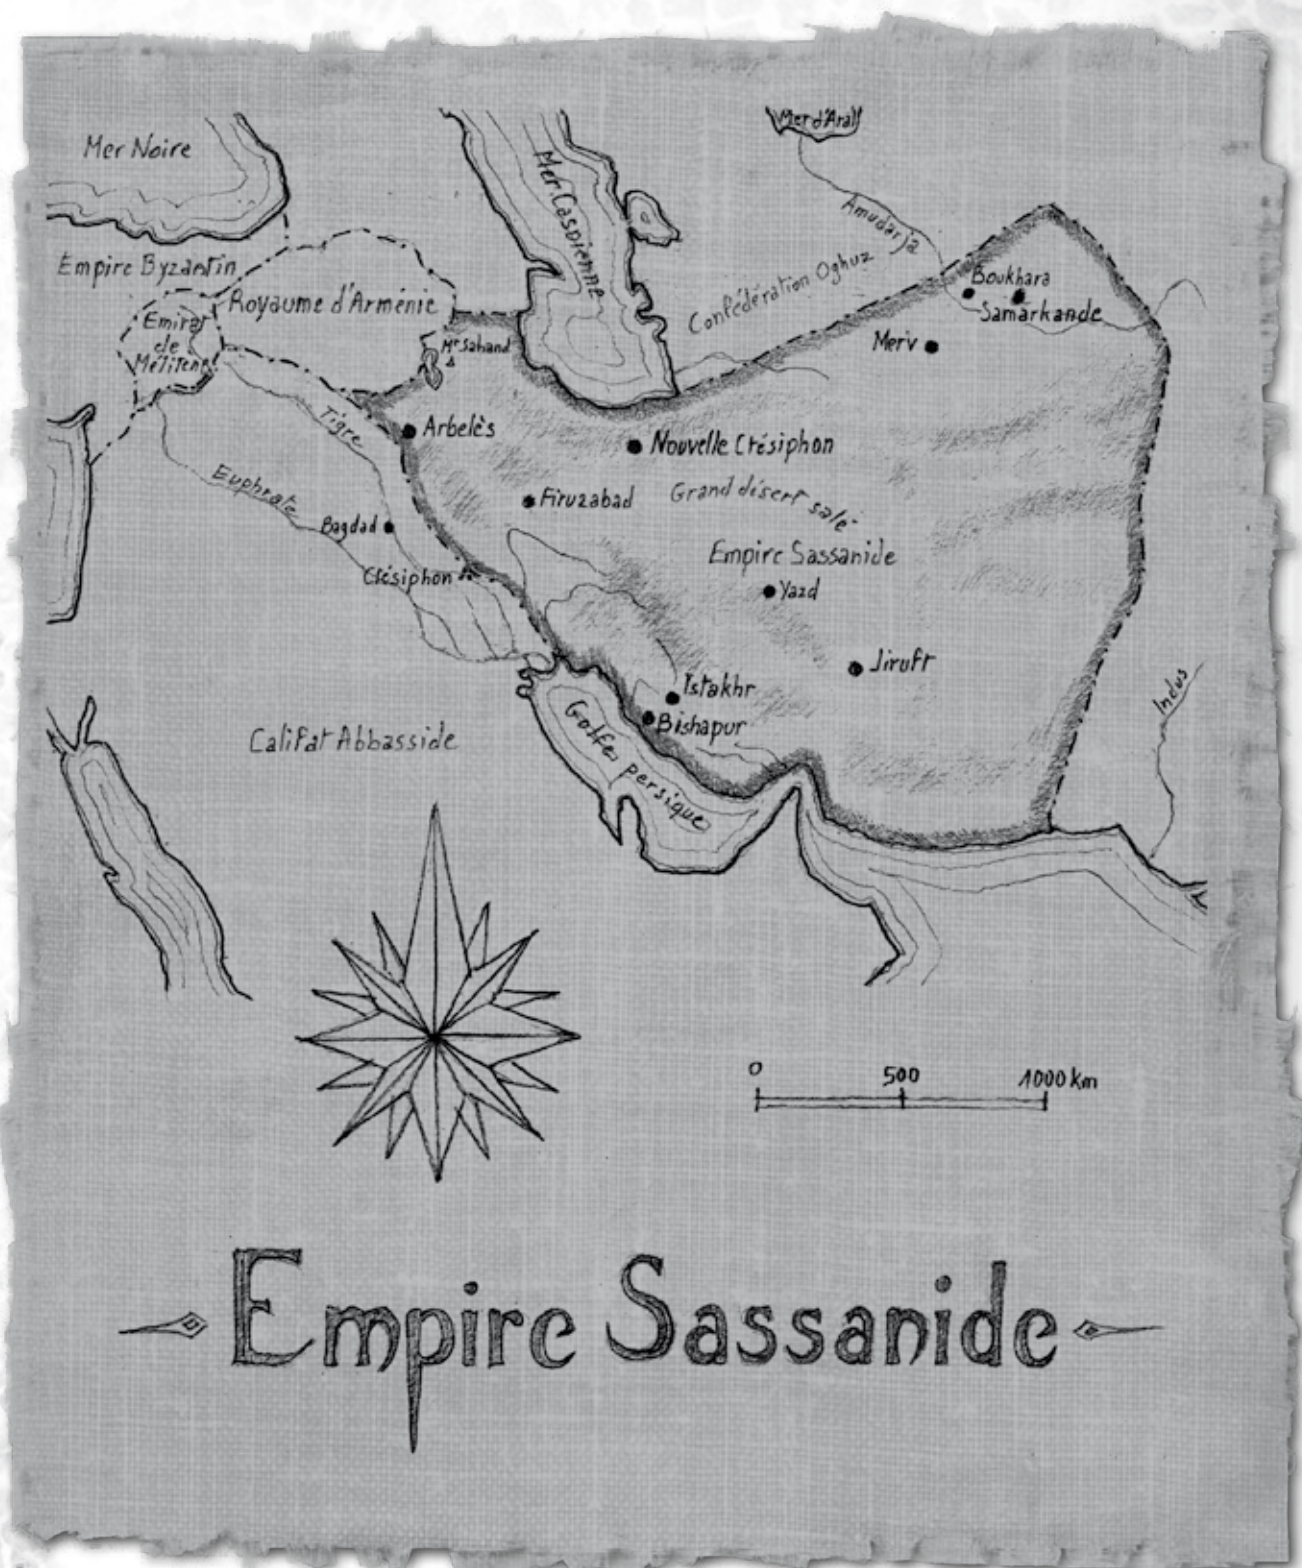 Mer d'Aral
Mer Noire
Mer Caspienne
Amudarja
Empire Byzantin
Confédération Oghuz
Boukhara
Royaume d'Arménie
Samarkande
Emirat
de
Mélitène
Mt Sahand
Merv
Tigre
Arbelès
Nouvelle Ctésiphon
Euphrate
Firuzabad
Grand désert salé
Bagdad
Empire Sassanide
Ctésiphon
Yazd
Jiruft
Istakhr
Indus
Bishapur
Califat Abbasside
Golfe persique
0 500 1000 km
Empire Sassanide